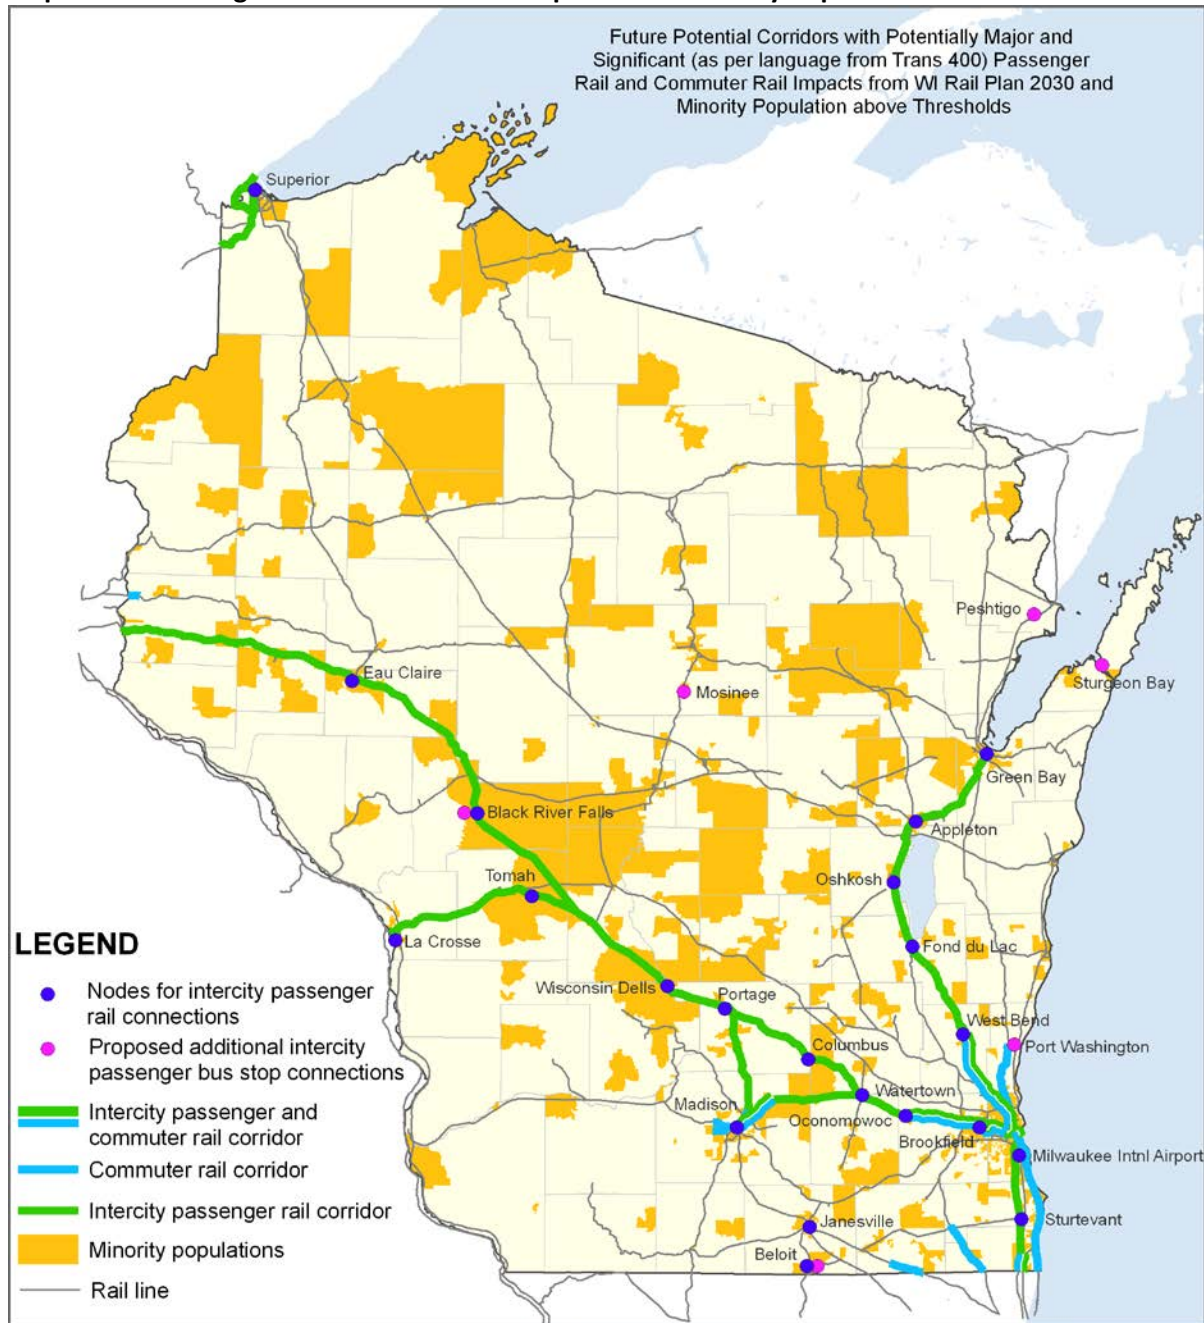 Future Potential Corridors with Potentially Major and
Significant (as per language from Trans 400) Passenger
Rail and Commuter Rail Impacts from WI Rail Plan 2030 and
Minority Population above Thresholds
Superior
Peshtigo
Sturgeon Bay
Eau Claire
Mosinee
Green Bay
Black River Falls
Appleton
Tomah
Oshkosh
La Crosse
Fond du Lac
Wisconsin Dells
Portage
West Bend
Port Washington
Columbus
Watertown
Madison
Oconomowoc
Brookfield
Milwaukee Intnl Airport
Janesville
Sturtevant
Beloit
LEGEND
Nodes for intercity passenger
rail connections
Proposed additional intercity
passenger bus stop connections
Intercity passenger and
commuter rail corridor
Commuter rail corridor
Intercity passenger rail corridor
Minority populations
Rail line